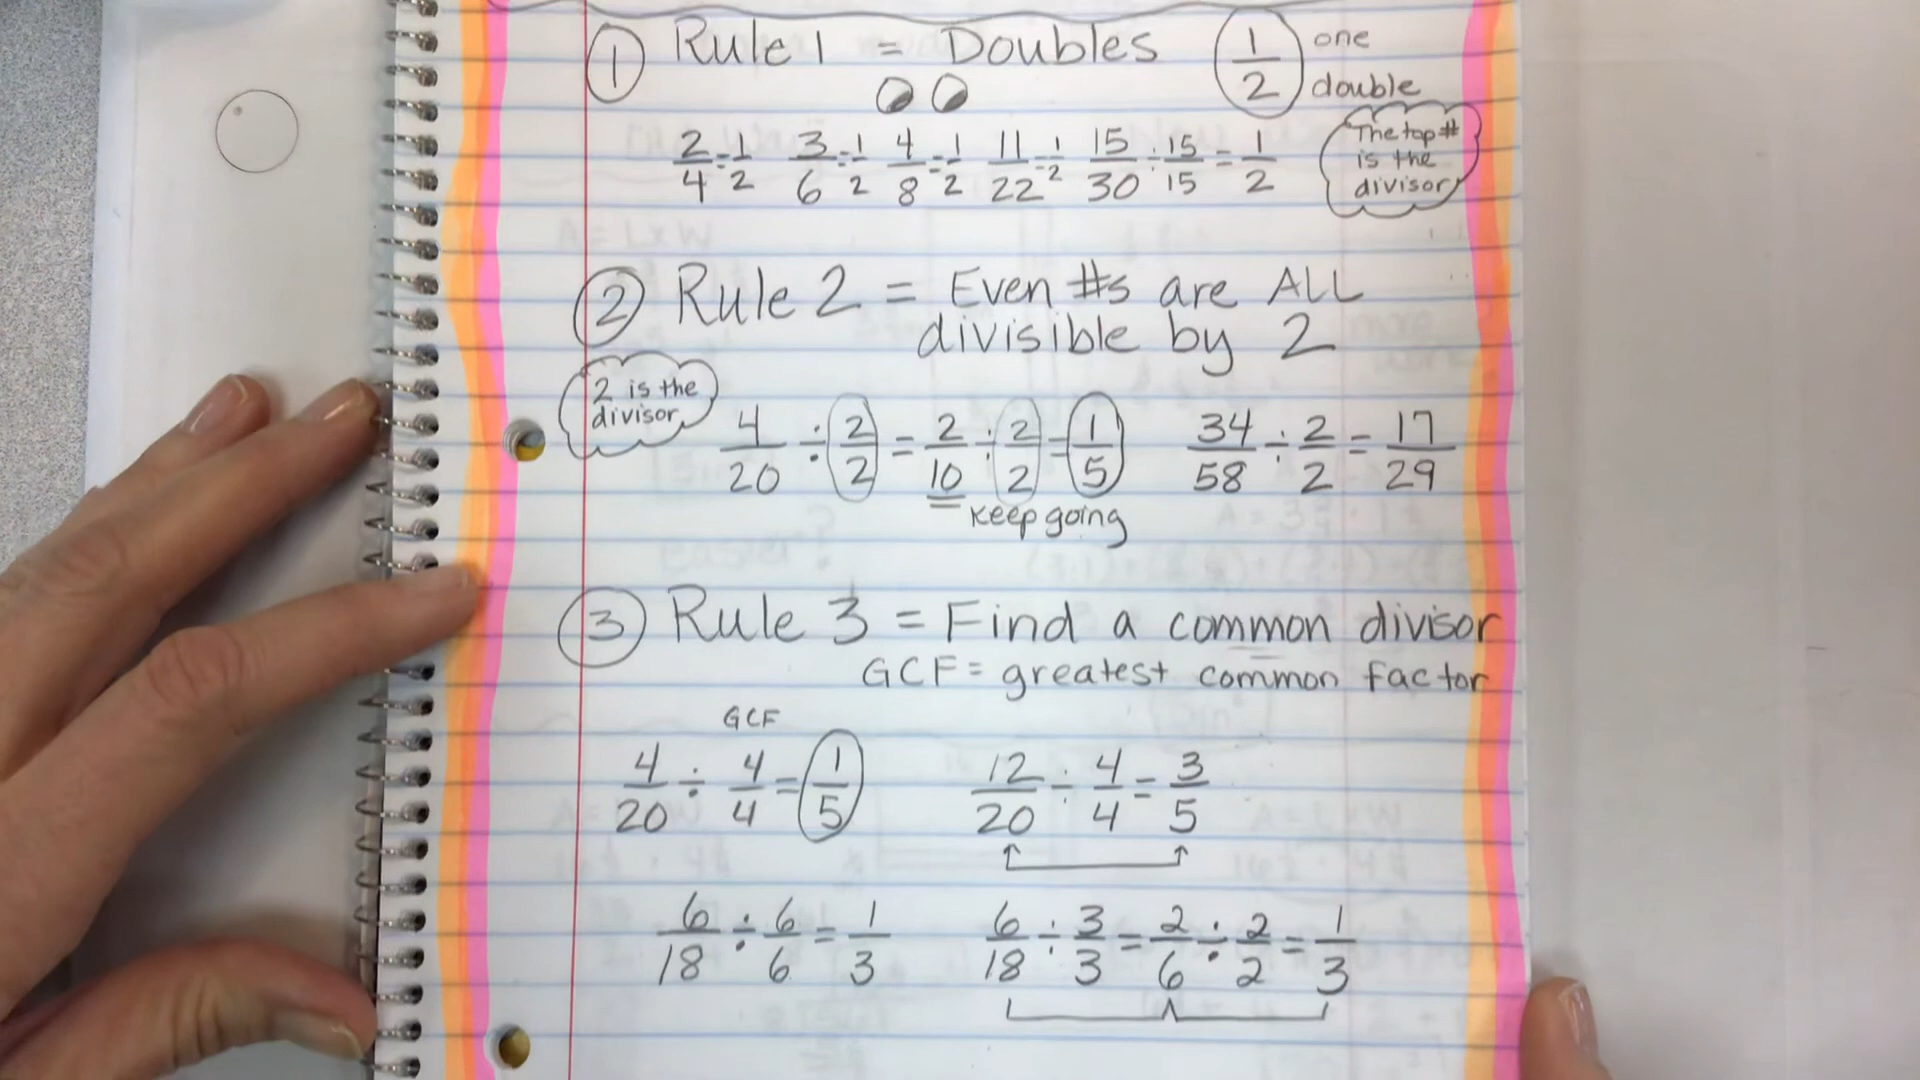 ① Rule 1 = Doubles 1/2 one double
2/4 = 1/2 3/6 = 1/2 4/8 = 1/2 11/22 = 1/2 15/30 ÷ 15/15 = 1/2
The top #
is the
divisor
② Rule 2 = Even #s are ALL
divisible by 2
2 is the
divisor
4/20 ÷ 2/2 = 2/10 ÷ 2/2 = 1/5 34/58 ÷ 2/2 = 17/29
keep going
③ Rule 3 = Find a common divisor
GCF = greatest common factor
GCF
4/20 ÷ 4/4 = 1/5 12/20 ÷ 4/4 = 3/5
6/18 ÷ 6/6 = 1/3 6/18 ÷ 3/3 = 2/6 ÷ 2/2 = 1/3